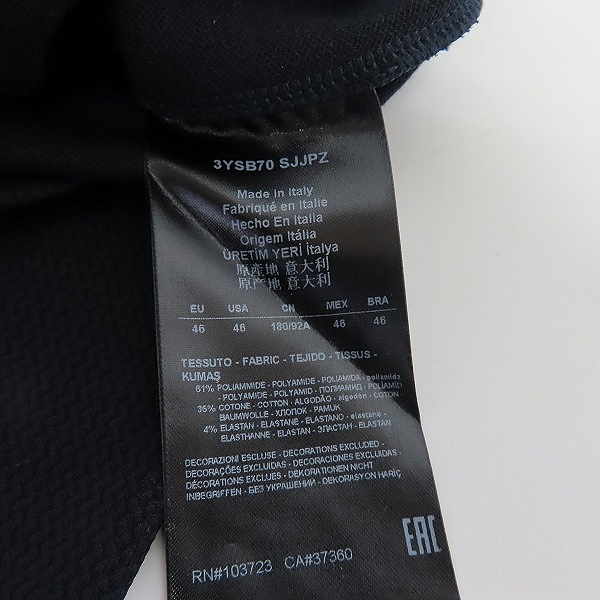 3YSB70 SJJPZ
Made in Italy
Fabriqué en Italie
Hecho En Italia
Origem Itália
ÜRETİM YERİ İtalya
原産地 意大利
原产地 意大利
EU USA CN MEX BRA
46 46 180/92A 46 46
TESSUTO - FABRIC - TEJIDO - TISSUS -
KUMAŞ
61% POLIAMMIDE - POLYAMIDE - POLIAMIDA - poliamida
- POLYAMIDE - POLYAMID - ПОЛИАМИД - POLIAMID
35% COTONE - COTTON - ALGODÃO - algodón - COTON
BAUMWOLLE - ХЛОПОК - PAMUK
4% ELASTAN - ELASTANE - ELASTANO - elastano -
ELASTHANNE - ELASTAN - ЭЛАСТАН - ELASTAN
DECORAZIONI ESCLUSE - DECORATIONS EXCLUDED -
DECORAÇÕES EXCLUIDAS - DECORACIONES EXCLUIDAS -
DÉCORATIONS EXCLUES - DEKORATIONEN NICHT
INBEGRIFFEN - БЕЗ УКРАШЕНИЙ - DEKORASYON HARİÇ
EAC
RN#103723 CA#37360